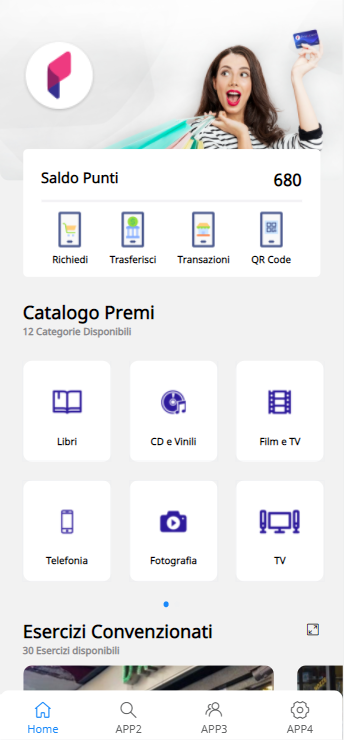 Saldo Punti 680
Richiedi Trasferisci Transazioni QR Code
Catalogo Premi
12 Categorie Disponibili
Libri CD e Vinili Film e TV
Telefonia Fotografia TV
Esercizi Convenzionati
30 Esercizi disponibili
Home APP2 APP3 APP4